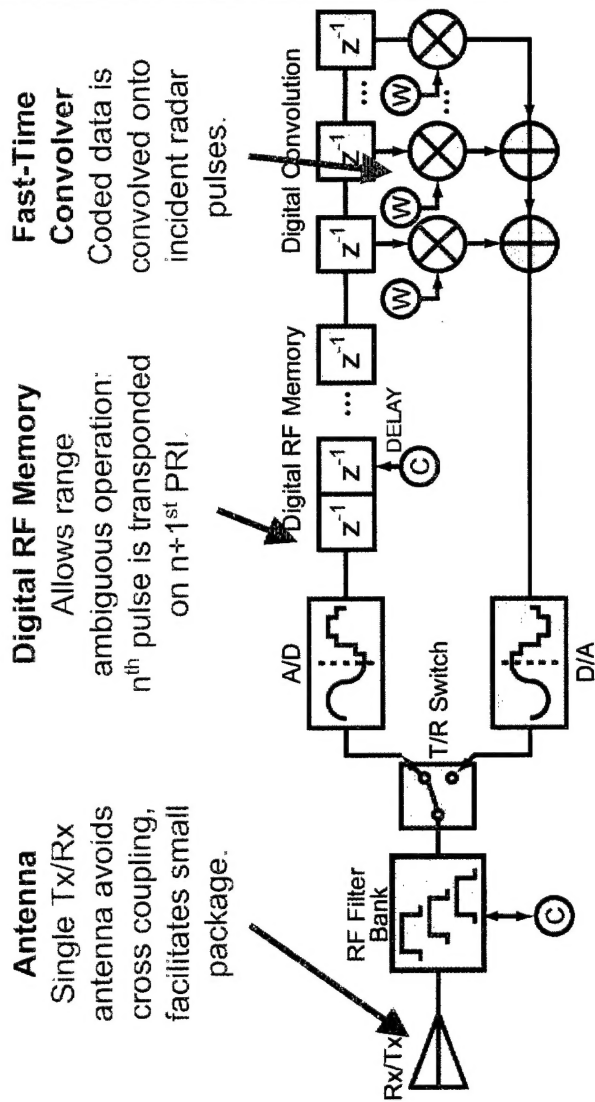 Antenna
Single Tx/Rx
antenna avoids
cross coupling,
facilitates small
package.
Digital RF Memory
Allows range
ambiguous operation:
nth pulse is transponded
on n+1st PRI.
Fast-Time
Convolver
Coded data is
convolved onto
incident radar
pulses.
Rx/Tx
RF Filter
Bank
C
T/R Switch
A/D
D/A
Digital RF Memory
z-1
z-1
...
z-1
DELAY
C
Digital Convolution
z-1
z-1
...
z-1
W
W
...
W